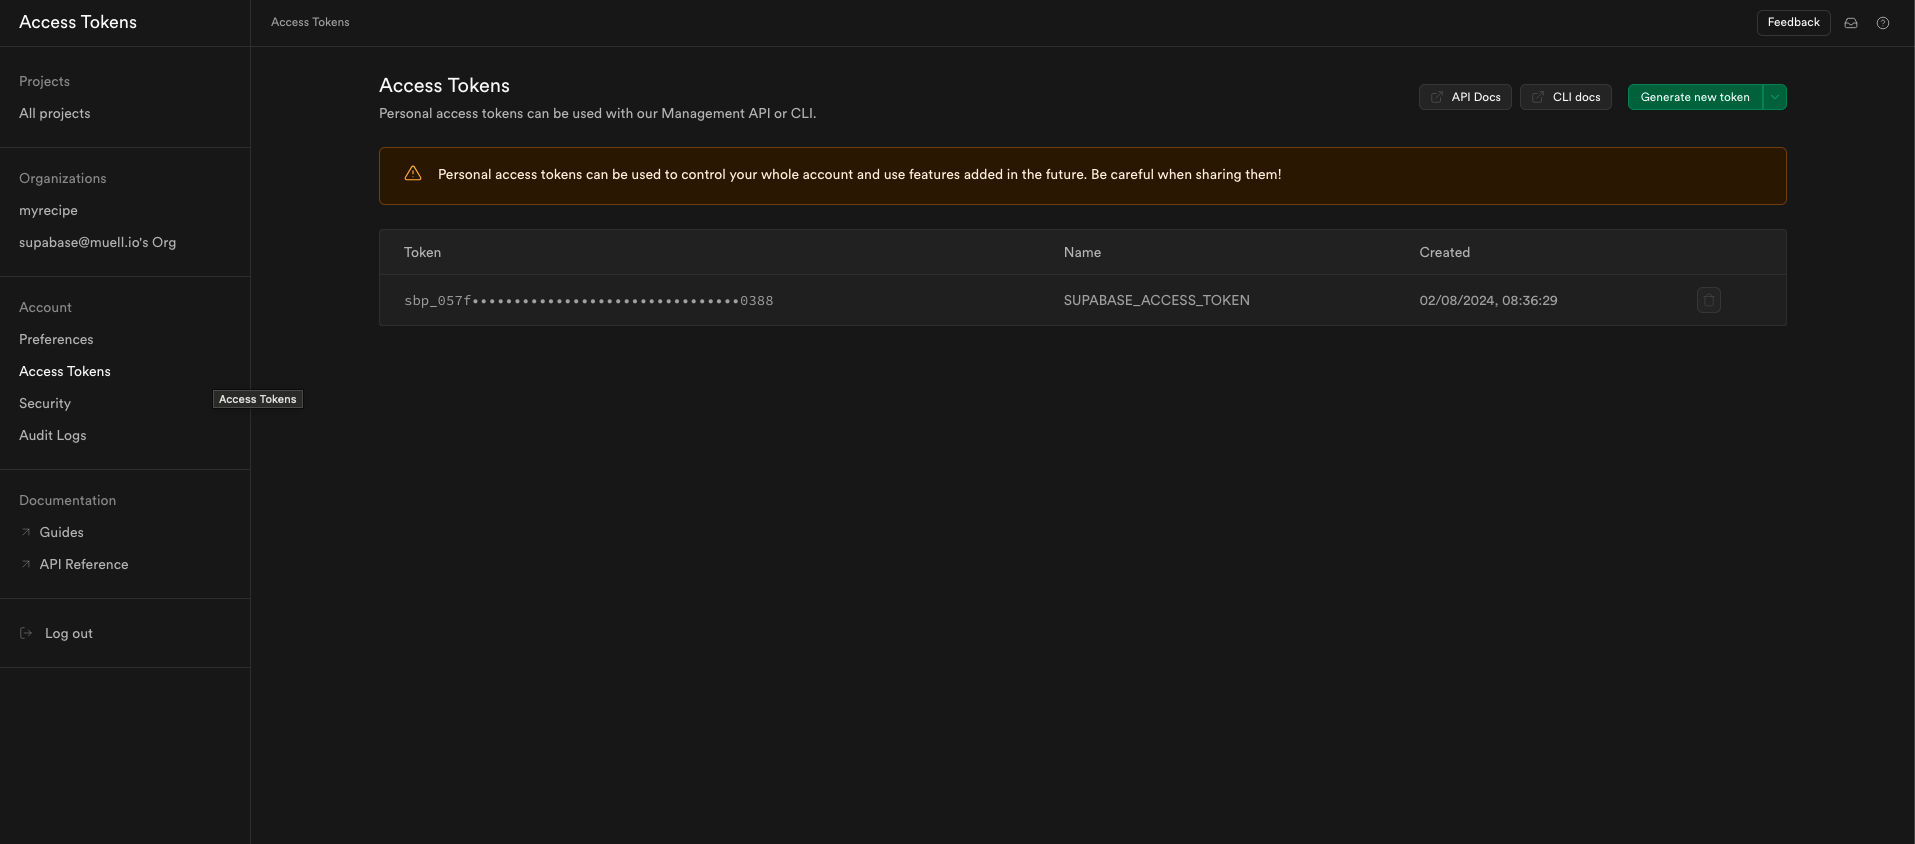 Access Tokens
Access Tokens
Feedback
Projects
All projects
Organizations
myrecipe
supabase@muell.io's Org
Account
Preferences
Access Tokens
Security
Audit Logs
Documentation
Guides
API Reference
Log out
Access Tokens
Access Tokens
Personal access tokens can be used with our Management API or CLI.
API Docs
CLI docs
Generate new token
Personal access tokens can be used to control your whole account and use features added in the future. Be careful when sharing them!
Token Name Created
sbp_057f••••••••••••••••••••••••••••••••0388 SUPABASE_ACCESS_TOKEN 02/08/2024, 08:36:29